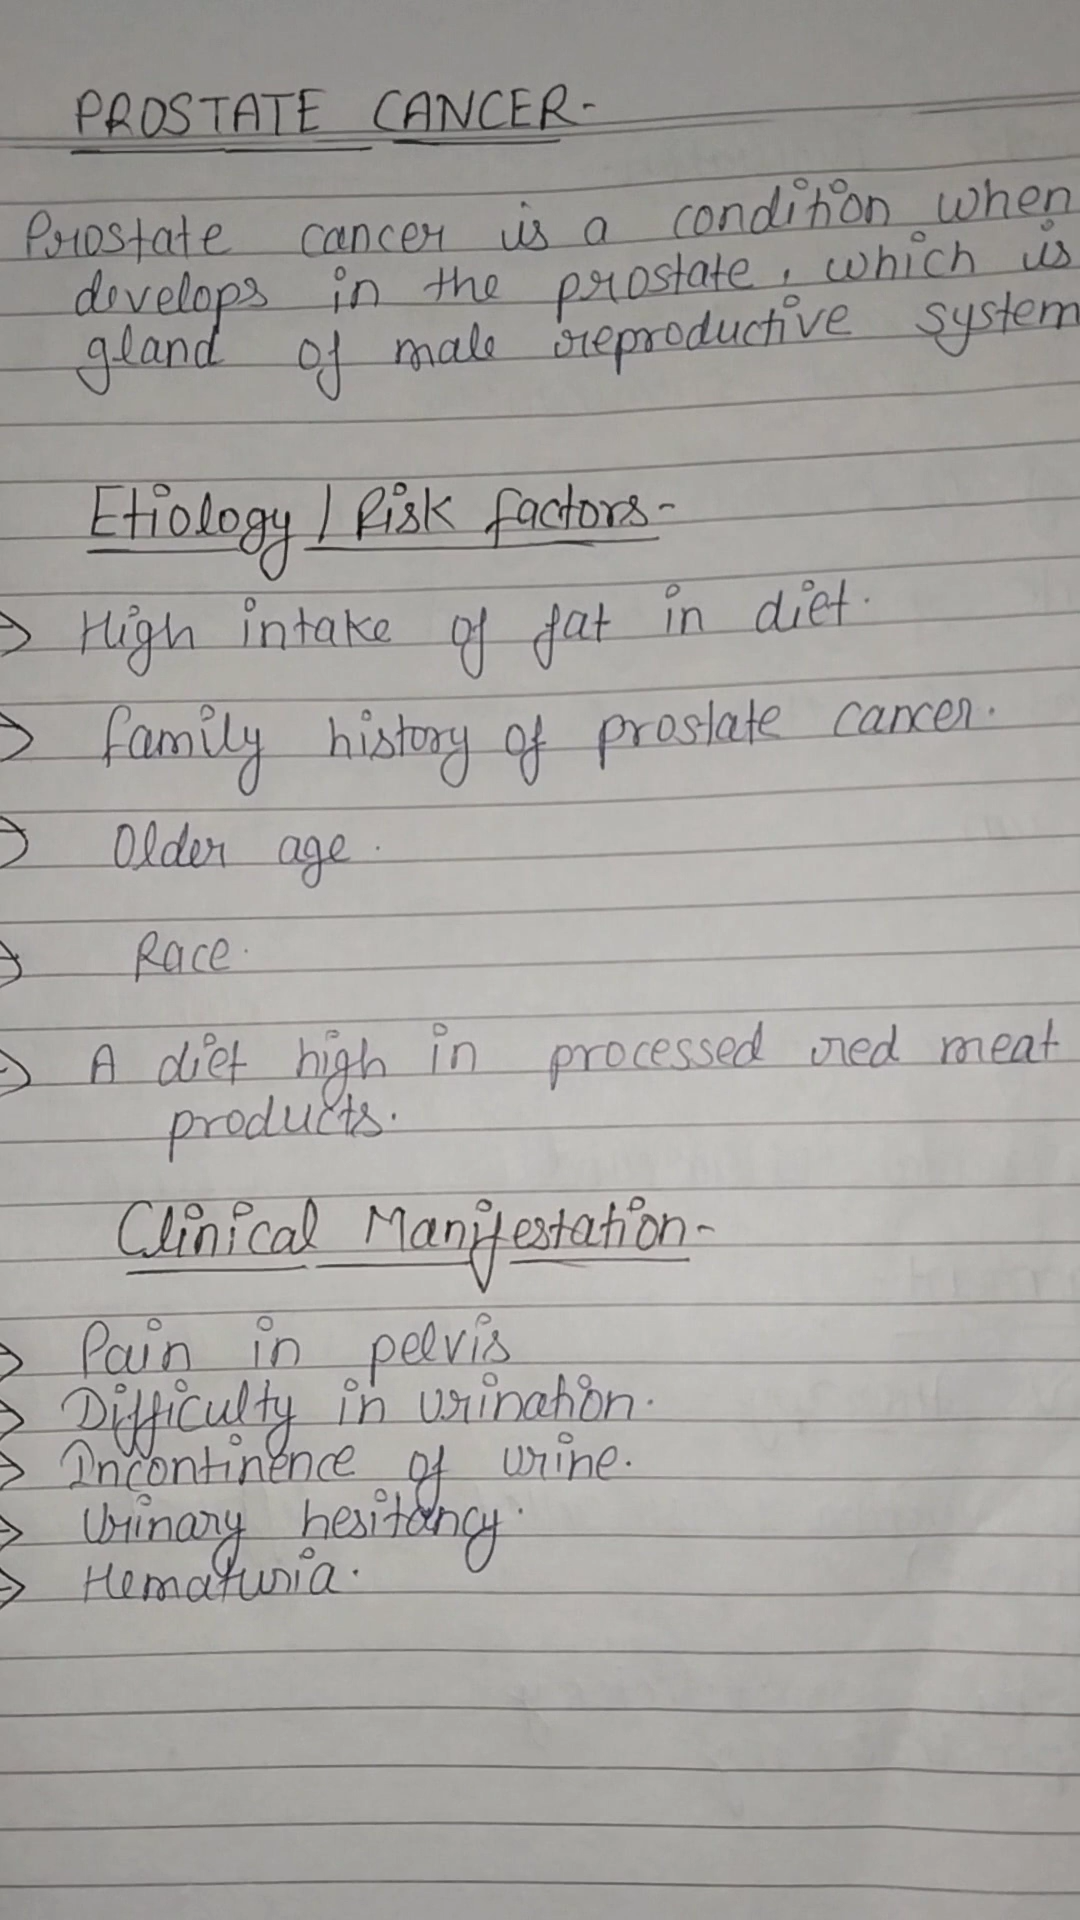 PROSTATE CANCER-
Prostate cancer is a condition when
develops in the prostate, which is
gland of male reproductive system
Etiology / Risk factors-
→ High intake of fat in diet.
→ family history of prostate cancer.
→ Older age.
→ Race.
→ A diet high in processed red meat
products.
Clinical Manifestation-
→ Pain in pelvis
→ Difficulty in urination.
→ Incontinence of urine.
→ Urinary hesitancy.
→ Hematuria.